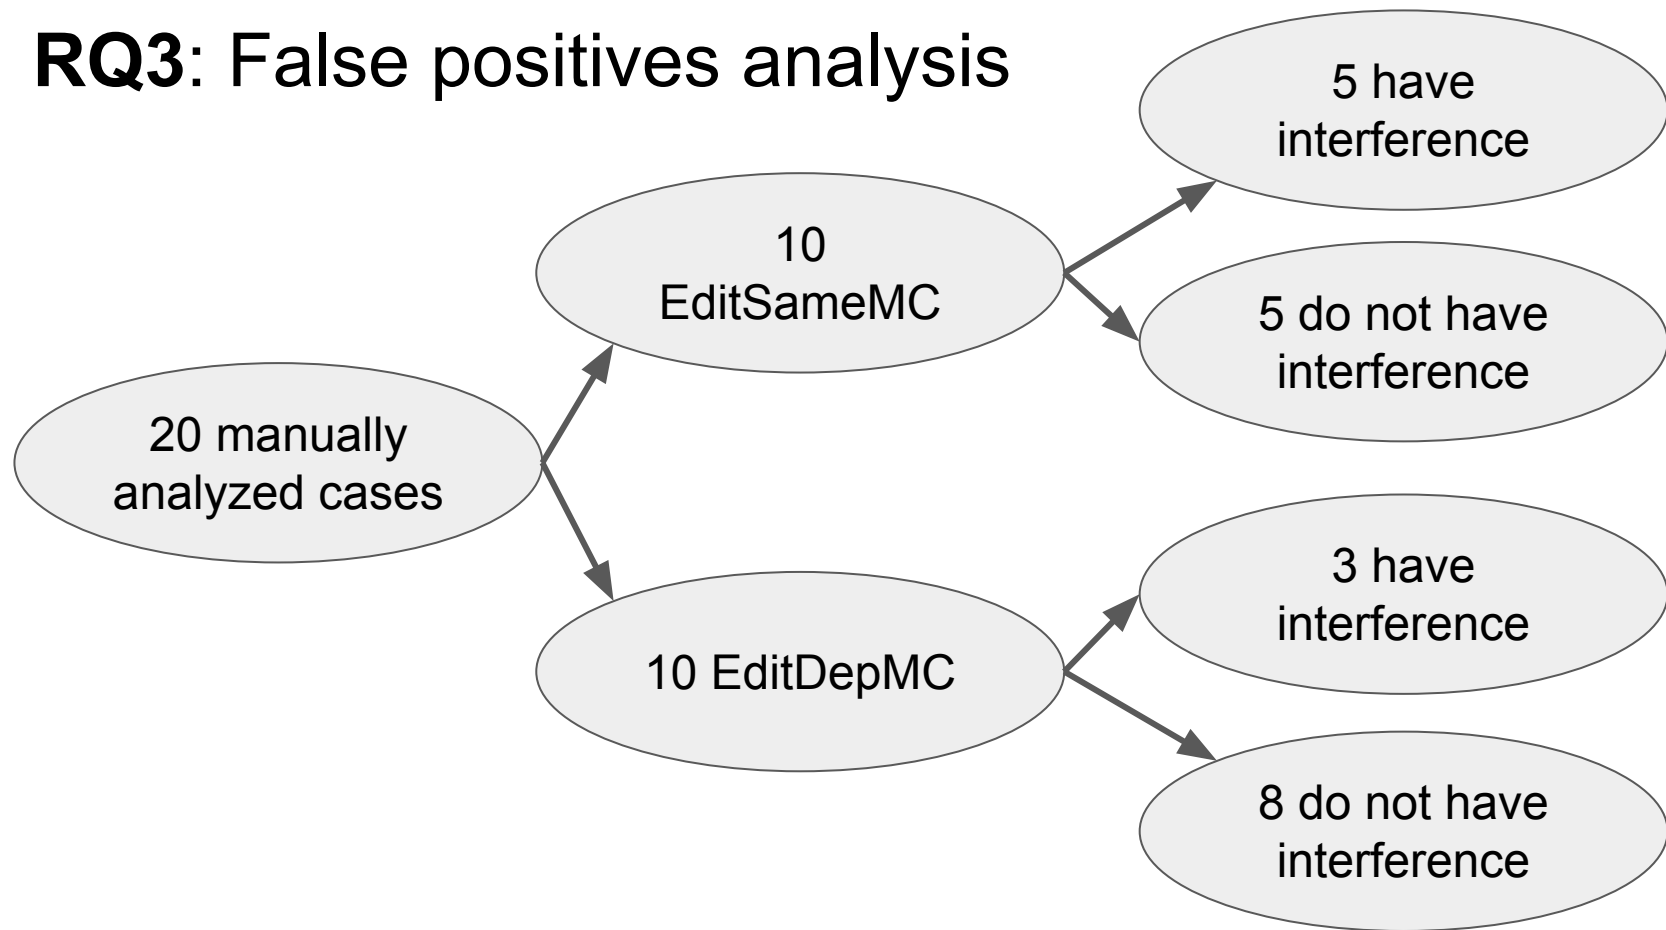 RQ3: False positives analysis
20 manually
analyzed cases
10
EditSameMC
5 have
interference
5 do not have
interference
10 EditDepMC
3 have
interference
8 do not have
interference